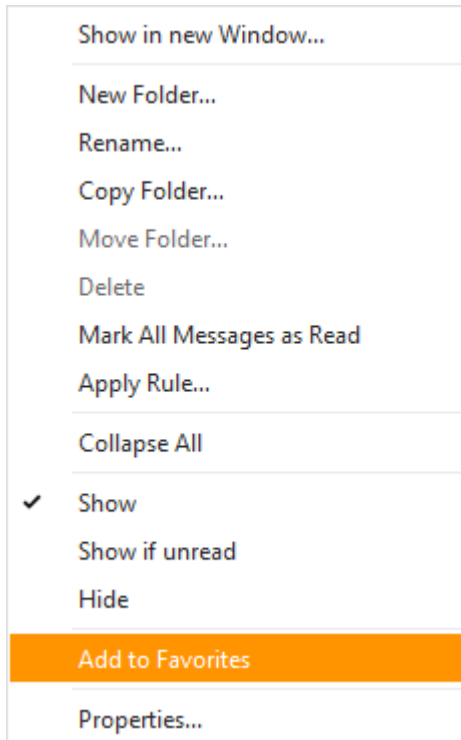 Show in new Window...
New Folder...
Rename...
Copy Folder...
Move Folder...
Delete
Mark All Messages as Read
Apply Rule...
Collapse All
Show
Show if unread
Hide
Add to Favorites
Properties...